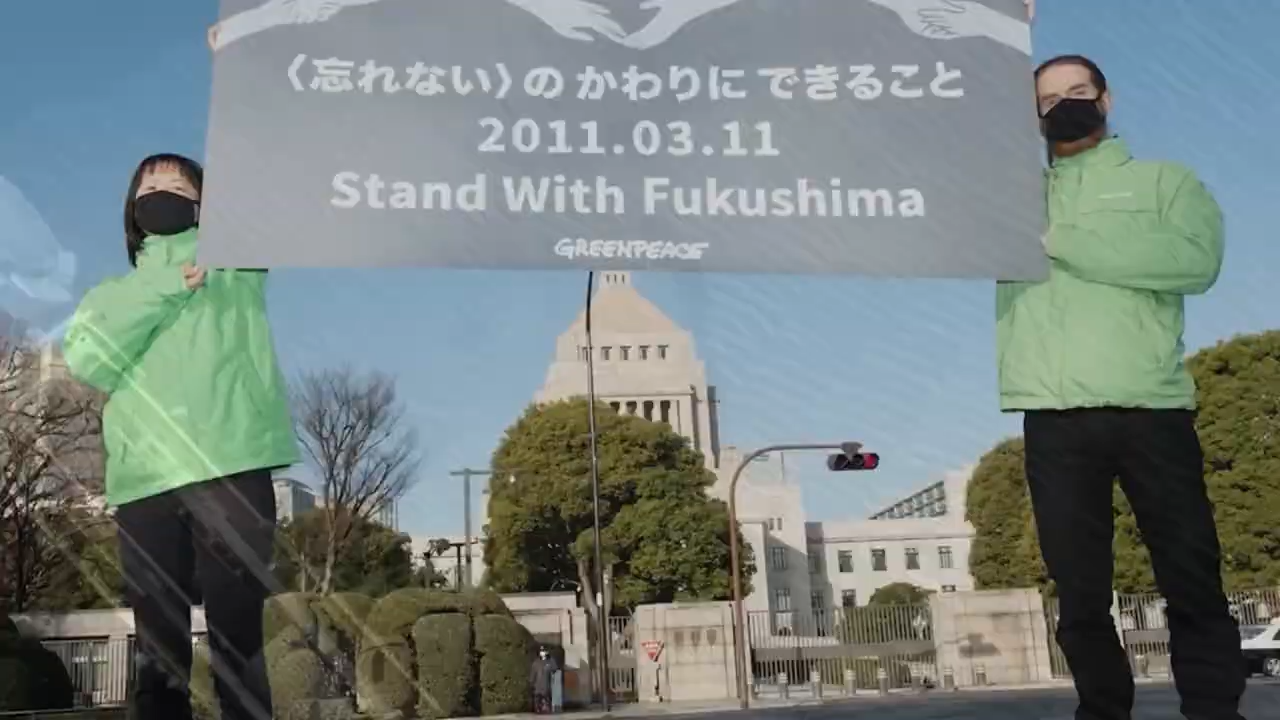 〈忘れない〉の かわりに できること
2011.03.11
Stand With Fukushima
GREENPEACE